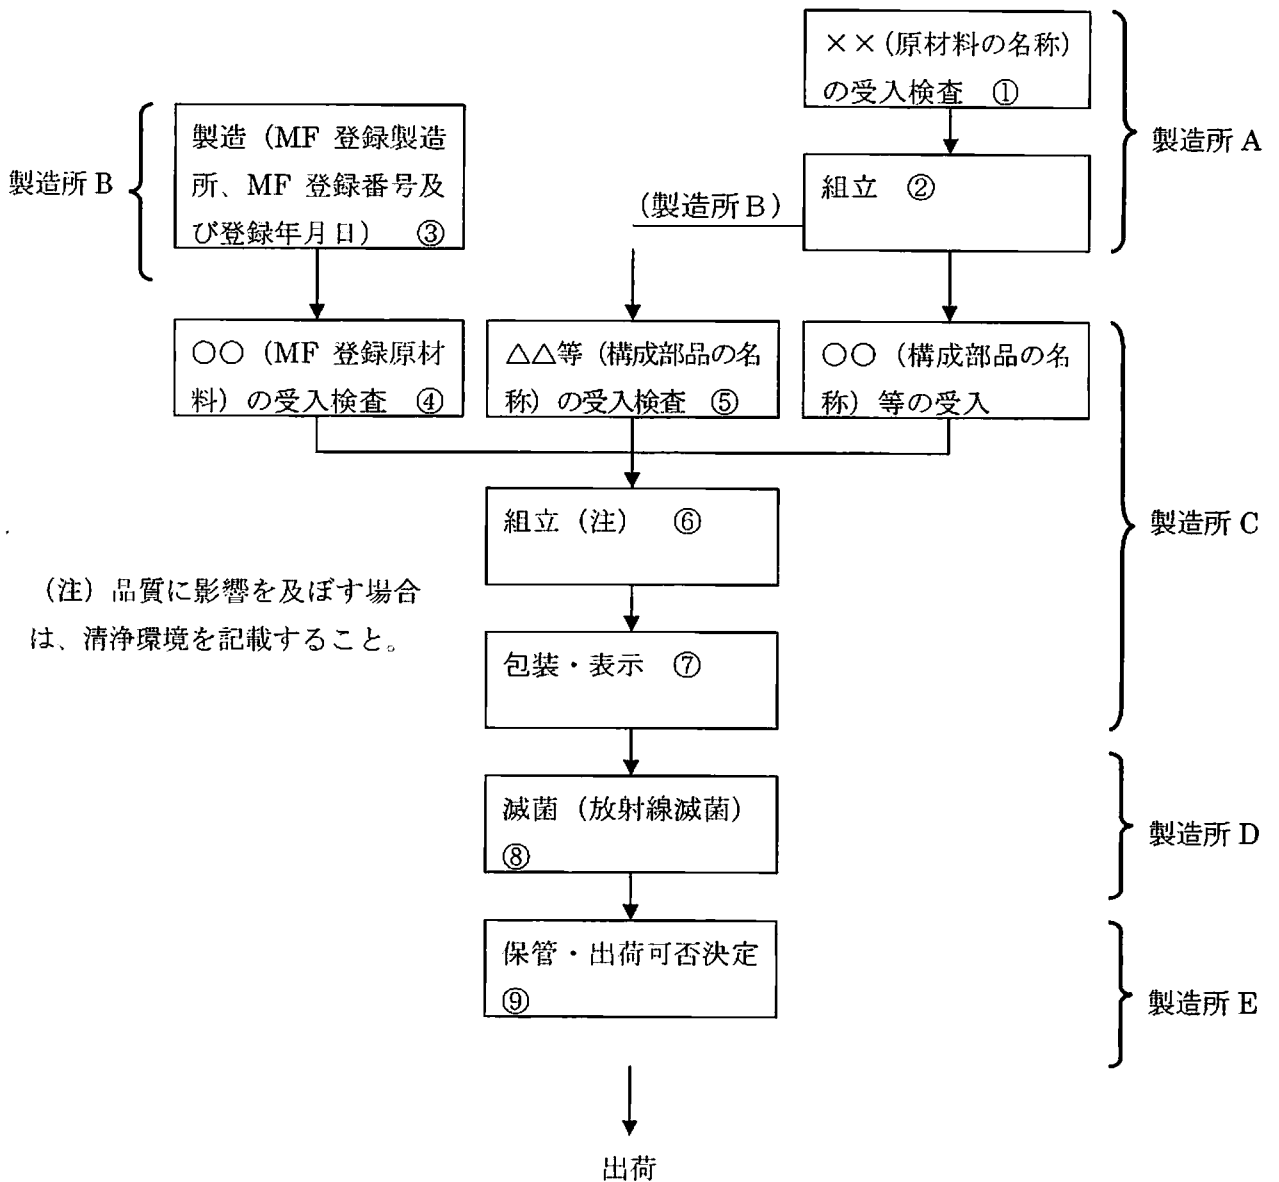 ××(原材料の名称)
の受入検査 ①
製造所 A
製造(MF 登録製造
所、MF 登録番号及
び登録年月日) ③
製造所 B
組立 ②
(製造所 B)
○○(MF 登録原材
料)の受入検査 ④
△△等(構成部品の名
称)の受入検査 ⑤
○○(構成部品の名
称)等の受入
組立(注) ⑥
製造所 C
(注)品質に影響を及ぼす場合
は、清浄環境を記載すること。
包装・表示 ⑦
滅菌(放射線滅菌)
⑧
製造所 D
保管・出荷可否決定
⑨
製造所 E
出荷